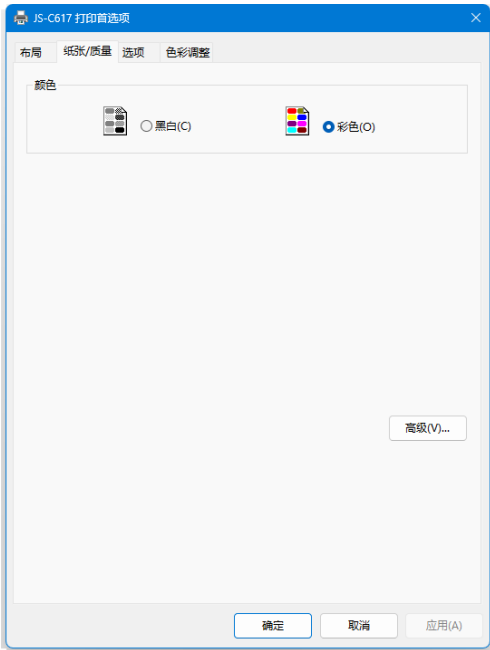 JS-C617 打印首选项
布局 纸张/质量 选项 色彩调整
颜色
黑白(C) 彩色(O)
高级(V)...
确定 取消 应用(A)